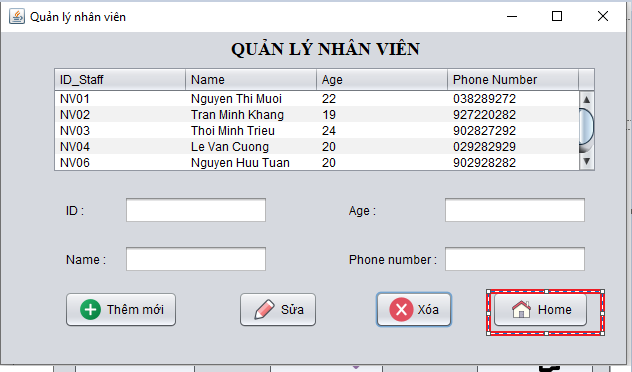 Quản lý nhân viên
QUẢN LÝ NHÂN VIÊN
ID_Staff Name Age Phone Number
NV01 Nguyen Thi Muoi 22 038289272
NV02 Tran Minh Khang 19 927220282
NV03 Thoi Minh Trieu 24 902827292
NV04 Le Van Cuong 20 029282929
NV06 Nguyen Huu Tuan 20 902928282
ID : Age :
Name : Phone number :
Thêm mới Sửa Xóa Home